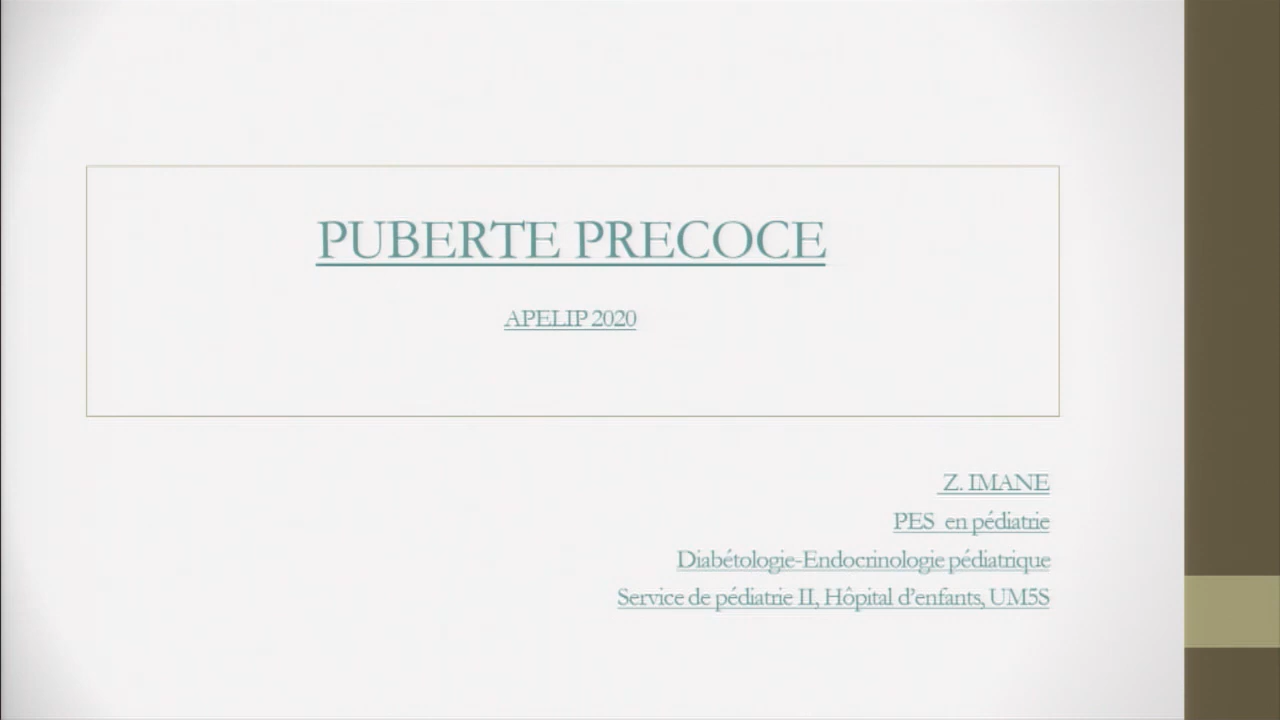 PUBERTE PRECOCE
APELIP 2020
Z. IMANE
PES en pédiatrie
Diabétologie-Endocrinologie pédiatrique
Service de pédiatrie II, Hôpital d'enfants, UM5S